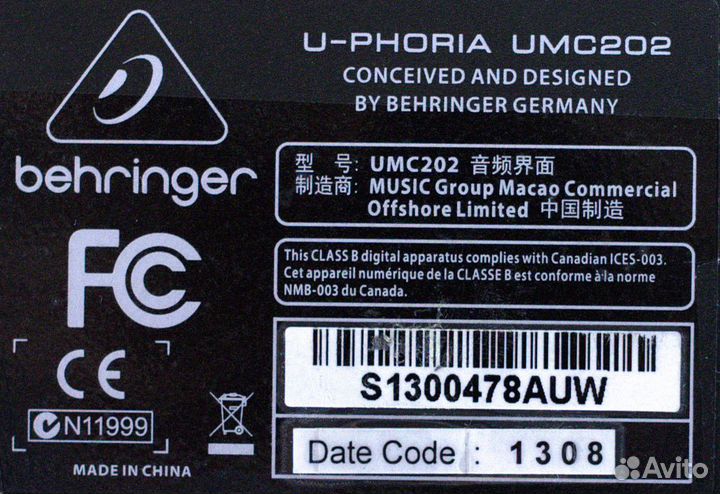 U-PHORIA UMC202
CONCEIVED AND DESIGNED
BY BEHRINGER GERMANY
behringer
型 号: UMC202 音频界面
制造商: MUSIC Group Macao Commercial
Offshore Limited 中国制造
FC
This CLASS B digital apparatus complies with Canadian ICES-003.
Cet appareil numérique de la CLASSE B est conforme à la norme
NMB-003 du Canada.
CE
S1300478AUW
N11999
Date Code : 1308
MADE IN CHINA
Avito